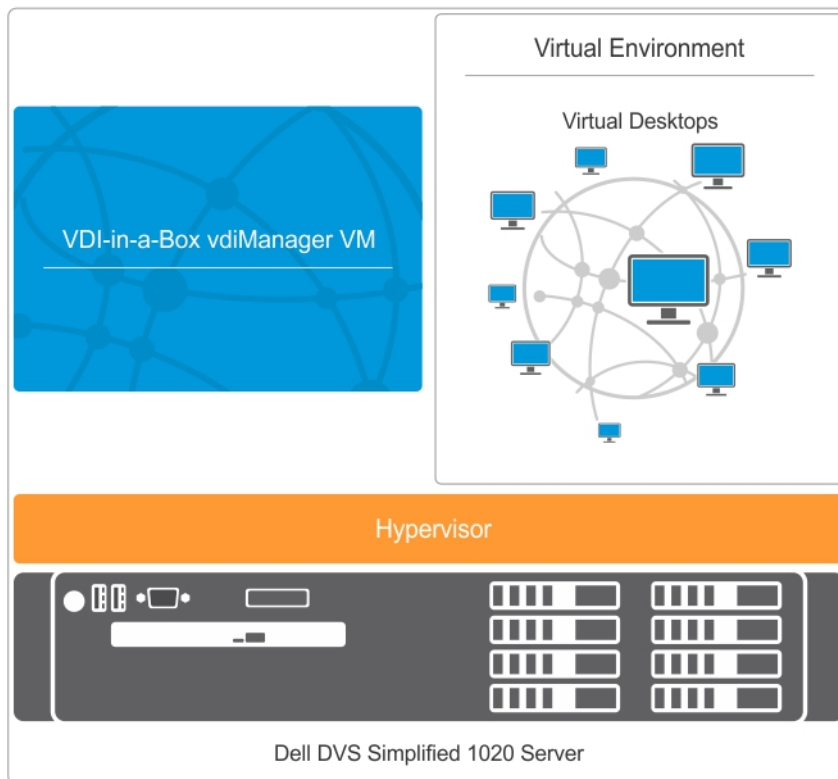 Virtual Environment
Virtual Desktops
VDI-in-a-Box vdiManager VM
Hypervisor
Dell DVS Simplified 1020 Server